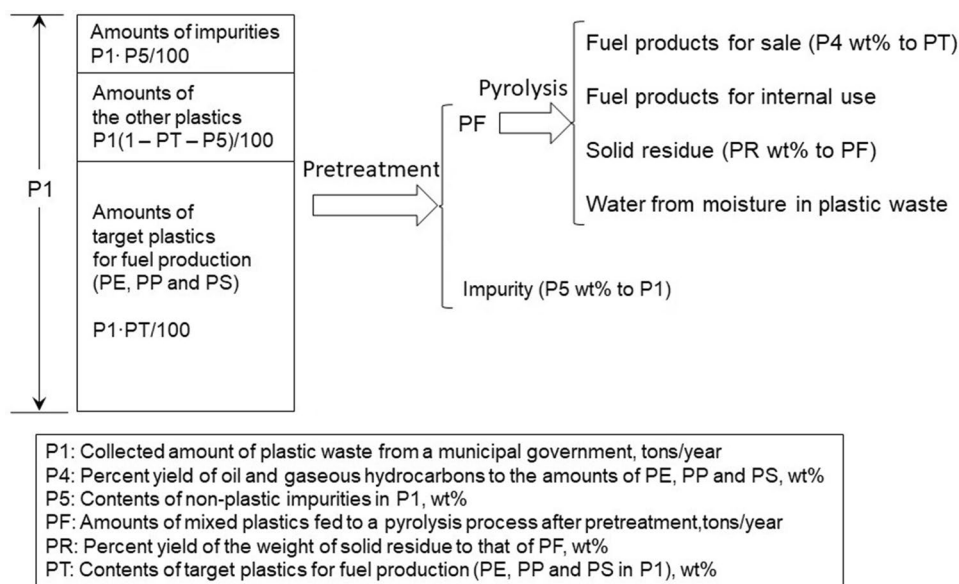 P1
Amounts of impurities
P1· P5/100
Amounts of
the other plastics
P1(1 – PT – P5)/100
Amounts of
target plastics
for fuel production
(PE, PP and PS)
P1·PT/100
Pretreatment
PF
Pyrolysis
Fuel products for sale (P4 wt% to PT)
Fuel products for internal use
Solid residue (PR wt% to PF)
Water from moisture in plastic waste
Impurity (P5 wt% to P1)
P1: Collected amount of plastic waste from a municipal government, tons/year
P4: Percent yield of oil and gaseous hydrocarbons to the amounts of PE, PP and PS, wt%
P5: Contents of non-plastic impurities in P1, wt%
PF: Amounts of mixed plastics fed to a pyrolysis process after pretreatment,tons/year
PR: Percent yield of the weight of solid residue to that of PF, wt%
PT: Contents of target plastics for fuel production (PE, PP and PS in P1), wt%